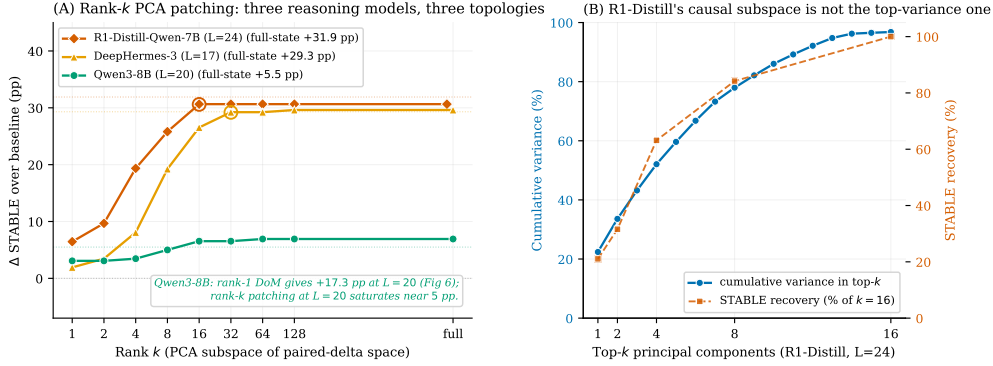 (A) Rank-k PCA patching: three reasoning models, three topologies
R1-Distill-Qwen-7B (L=24) (full-state +31.9 pp)
DeepHermes-3 (L=17) (full-state +29.3 pp)
Qwen3-8B (L=20) (full-state +5.5 pp)
Δ STABLE over baseline (pp)
40
30
20
10
0
Qwen3-8B: rank-1 DoM gives +17.3 pp at L = 20 (Fig 6);
rank-k patching at L = 20 saturates near 5 pp.
1 2 4 8 16 32 64 128 full
Rank k (PCA subspace of paired-delta space)
(B) R1-Distill's causal subspace is not the top-variance one
Cumulative variance (%)
100
80
60
40
20
0
100
80
60
40
20
0
STABLE recovery (%)
cumulative variance in top-k
STABLE recovery (% of k = 16)
1 2 4 8 16
Top-k principal components (R1-Distill, L=24)